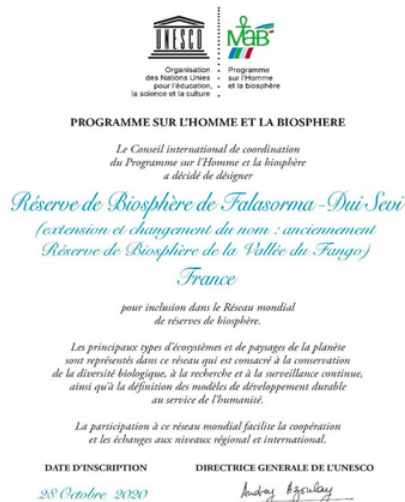 UNESCO
MAB
Organisation
des Nations Unies
pour l'éducation,
la science et la culture
Programme
sur l'Homme
et la biosphère
PROGRAMME SUR L'HOMME ET LA BIOSPHERE
Le Conseil international de coordination
du Programme sur l'Homme et la biosphère
a décidé de désigner
Réserve de Biosphère de Falasorma - Dui Sevi
(extension et changement du nom : anciennement
Réserve de Biosphère de la Vallée du Fango)
France
pour inclusion dans le Réseau mondial
de réserves de biosphère.
Les principaux types d'écosystèmes et de paysages de la planète
sont représentés dans ce réseau qui est consacré à la conservation
de la diversité biologique, à la recherche et à la surveillance continue,
ainsi qu'à la définition des modèles de développement durable
au service de l'humanité.
La participation à ce réseau mondial facilite la coopération
et les échanges aux niveaux régional et international.
DATE D'INSCRIPTION
28 Octobre 2020
DIRECTRICE GENERALE DE L'UNESCO
Audrey Azoulay